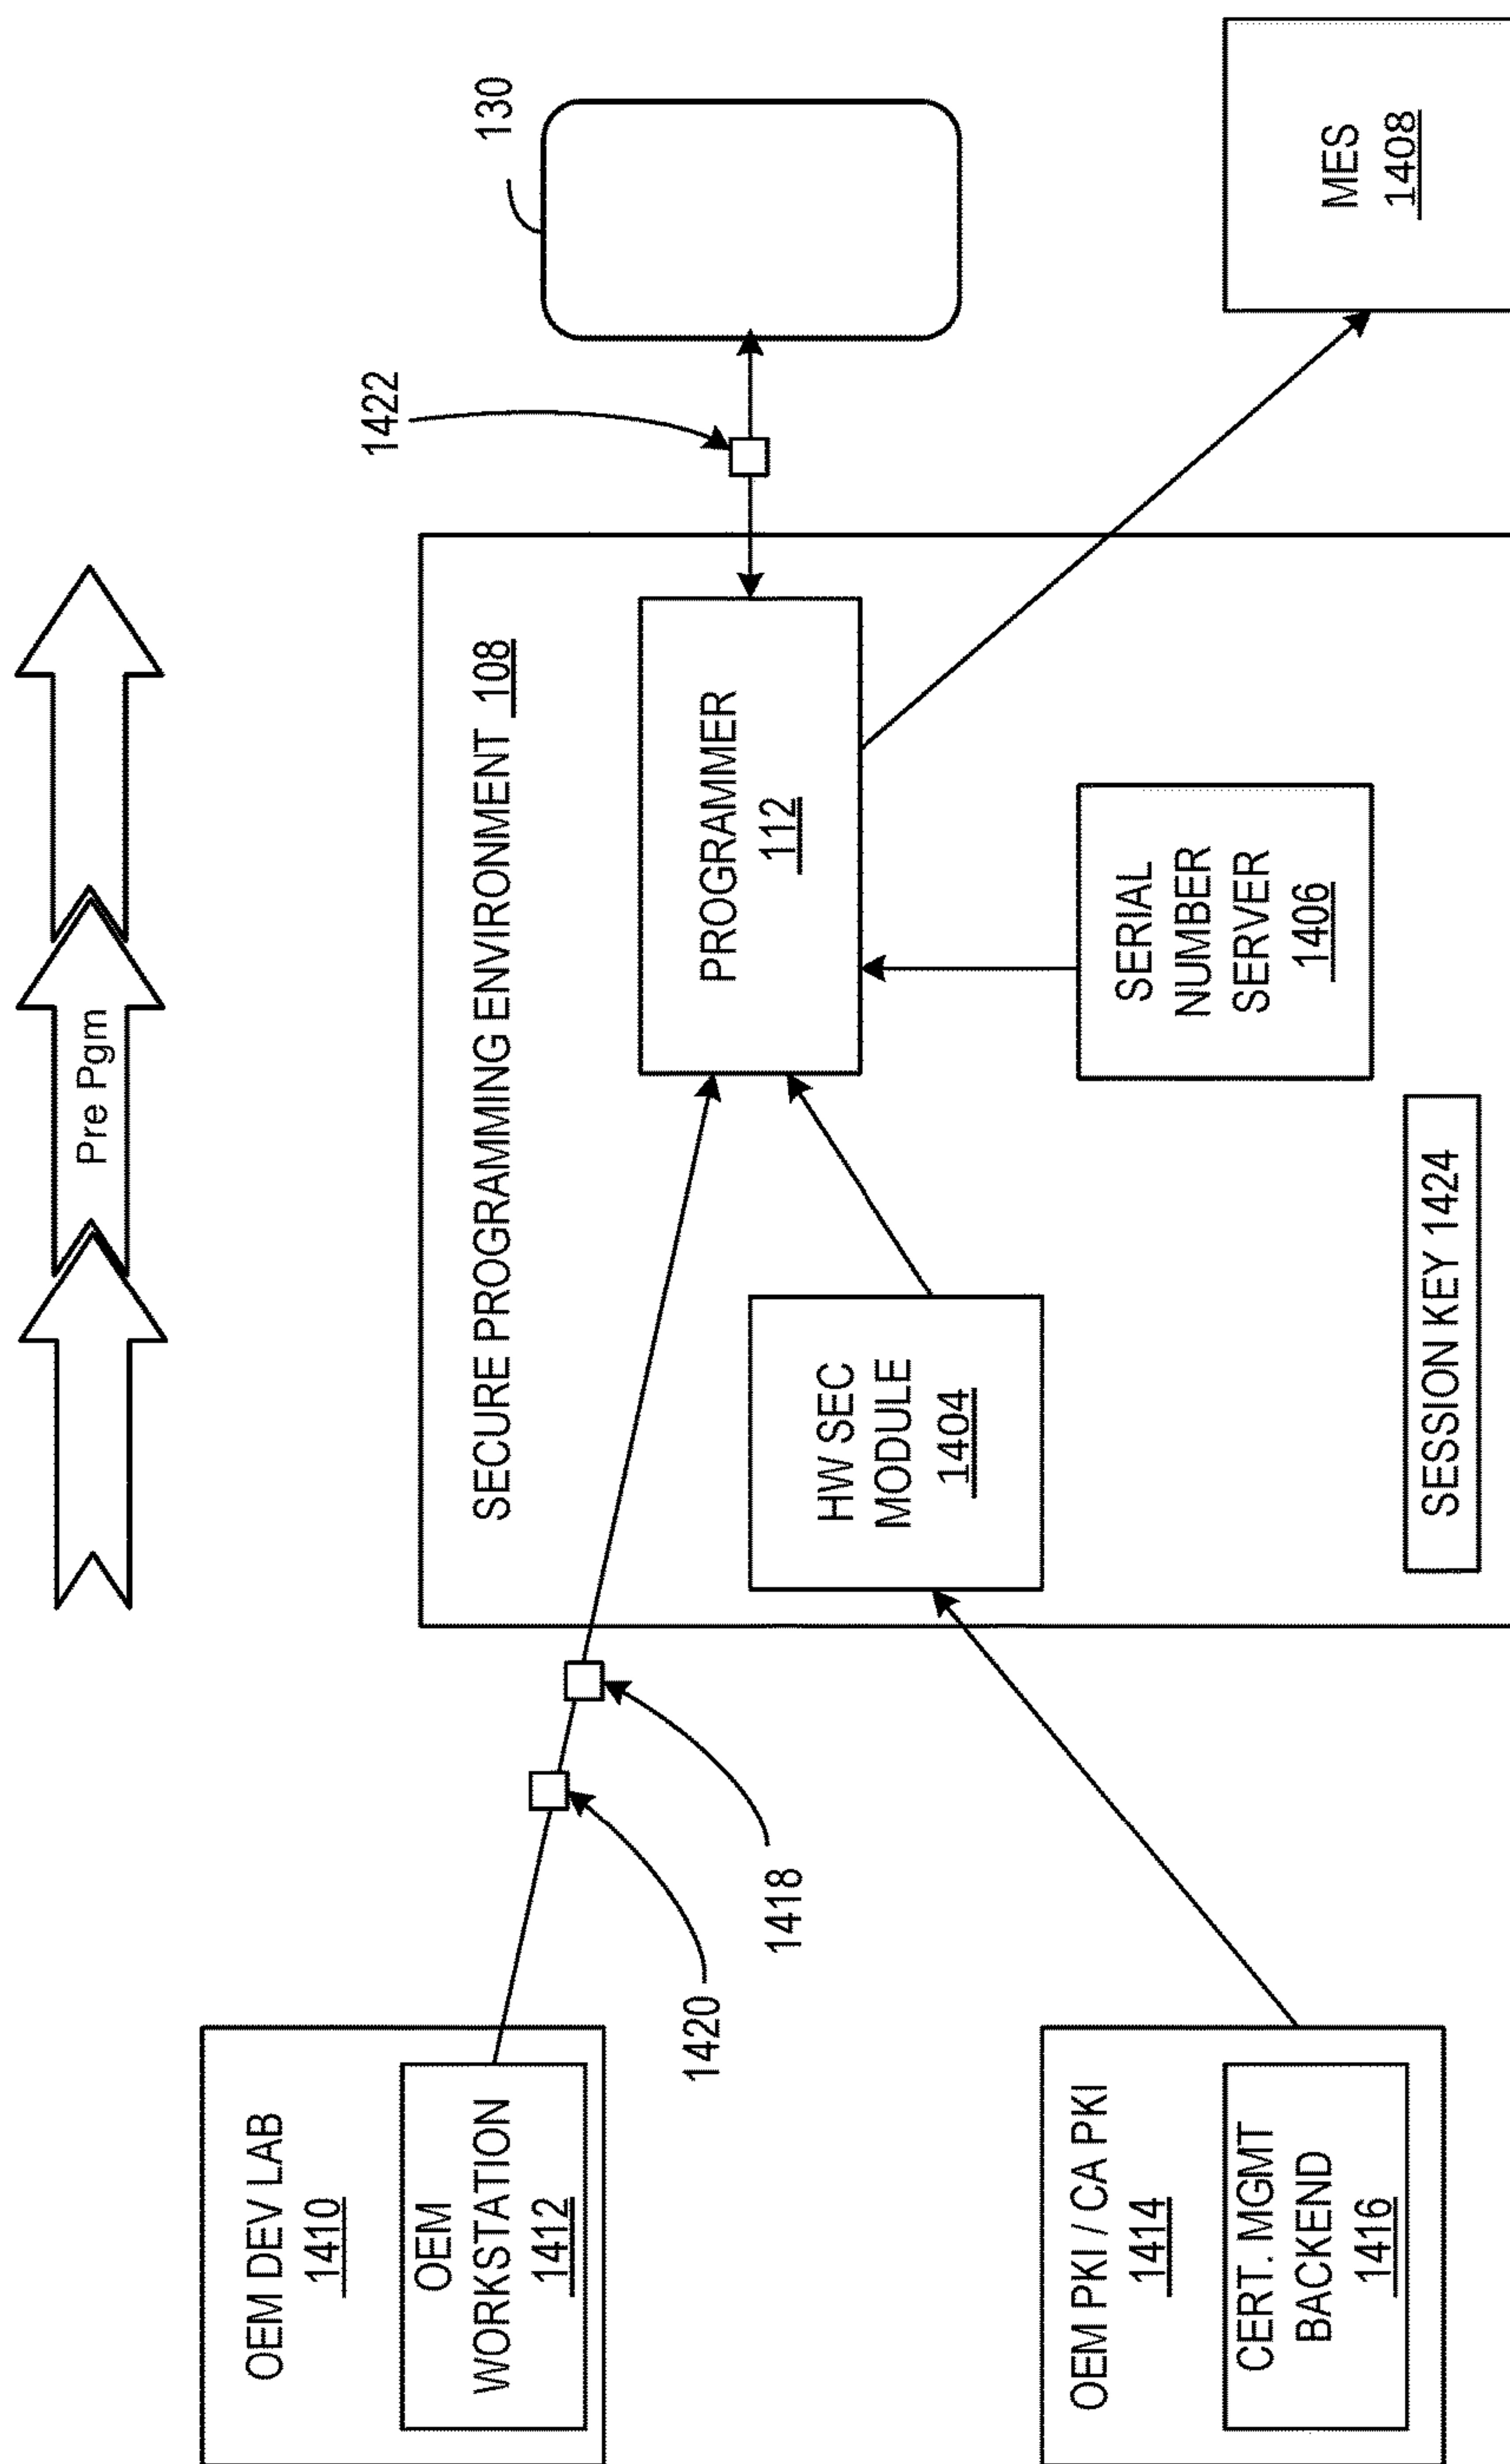 Pre Pgm
OEM DEV LAB
1410
OEM
WORKSTATION
1412
1420
1418
OEM PKI / CA PKI
1414
CERT. MGMT
BACKEND
1416
SECURE PROGRAMMING ENVIRONMENT 108
PROGRAMMER
112
HW SEC
MODULE
1404
SERIAL
NUMBER
SERVER
1406
SESSION KEY 1424
1422
130
MES
1408